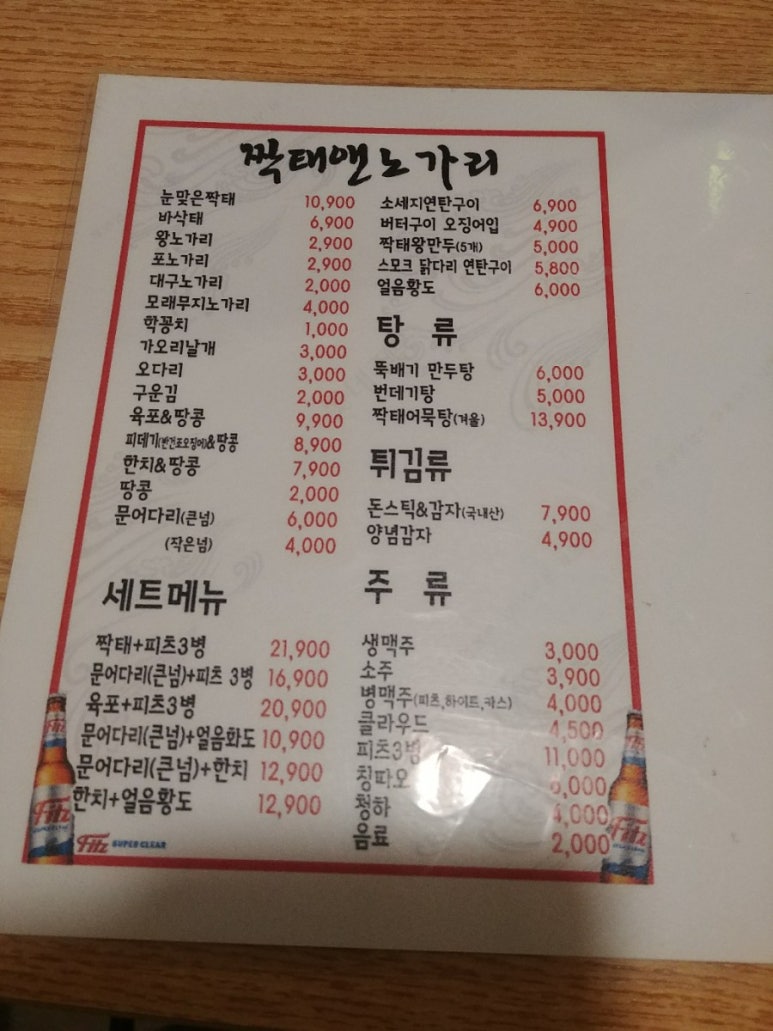 짝태앤노가리
눈맞은짝태 10,900
바삭태 6,900
왕노가리 2,900
포노가리 2,900
대구노가리 2,000
모래무지노가리 4,000
학꽁치 1,000
가오리날개 3,000
오다리 3,000
구운김 2,000
육포&땅콩 9,900
피데기(반건포오징어)&땅콩 8,900
한치&땅콩 7,900
땅콩 2,000
문어다리(큰넘) 6,000
(작은넘) 4,000
세트메뉴
짝태+피츠3병 21,900
문어다리(큰넘)+피츠 3병 16,900
육포+피츠3병 20,900
문어다리(큰넘)+얼음화도 10,900
문어다리(큰넘)+한치 12,900
한치+얼음황도 12,900
Fitz SUPER CLEAR
소세지연탄구이 6,900
버터구이 오징어입 4,900
짝태왕만두(5개) 5,000
스모크 닭다리 연탄구이 5,800
얼음황도 6,000
탕 류
뚝배기 만두탕 6,000
번데기탕 5,000
짝태어묵탕(겨울) 13,900
튀김류
돈스틱&감자(국내산) 7,900
양념감자 4,900
주 류
생맥주 3,000
소주 3,900
병맥주(피츠,하이트,카스) 4,000
클라우드 4,500
피츠3병 11,000
칭따오
청하 4,000
음료 2,000
Fitz
Fitz